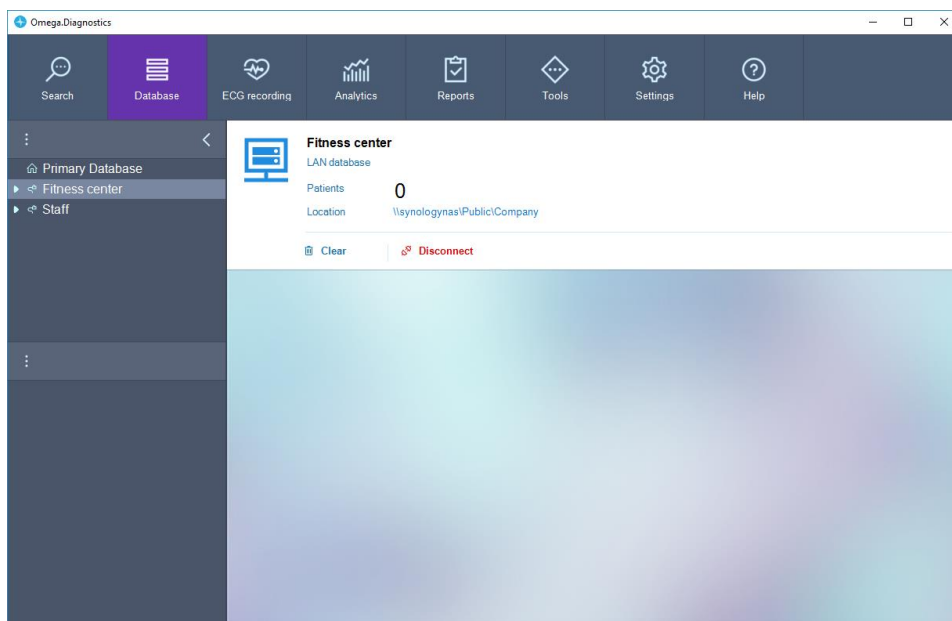 Omega.Diagnostics
Search
Database
ECG recording
Analytics
Reports
Tools
Settings
Help
Primary Database
Fitness center
Staff
Fitness center
LAN database
Patients 0
Location \\synologynas\Public\Company
Clear Disconnect